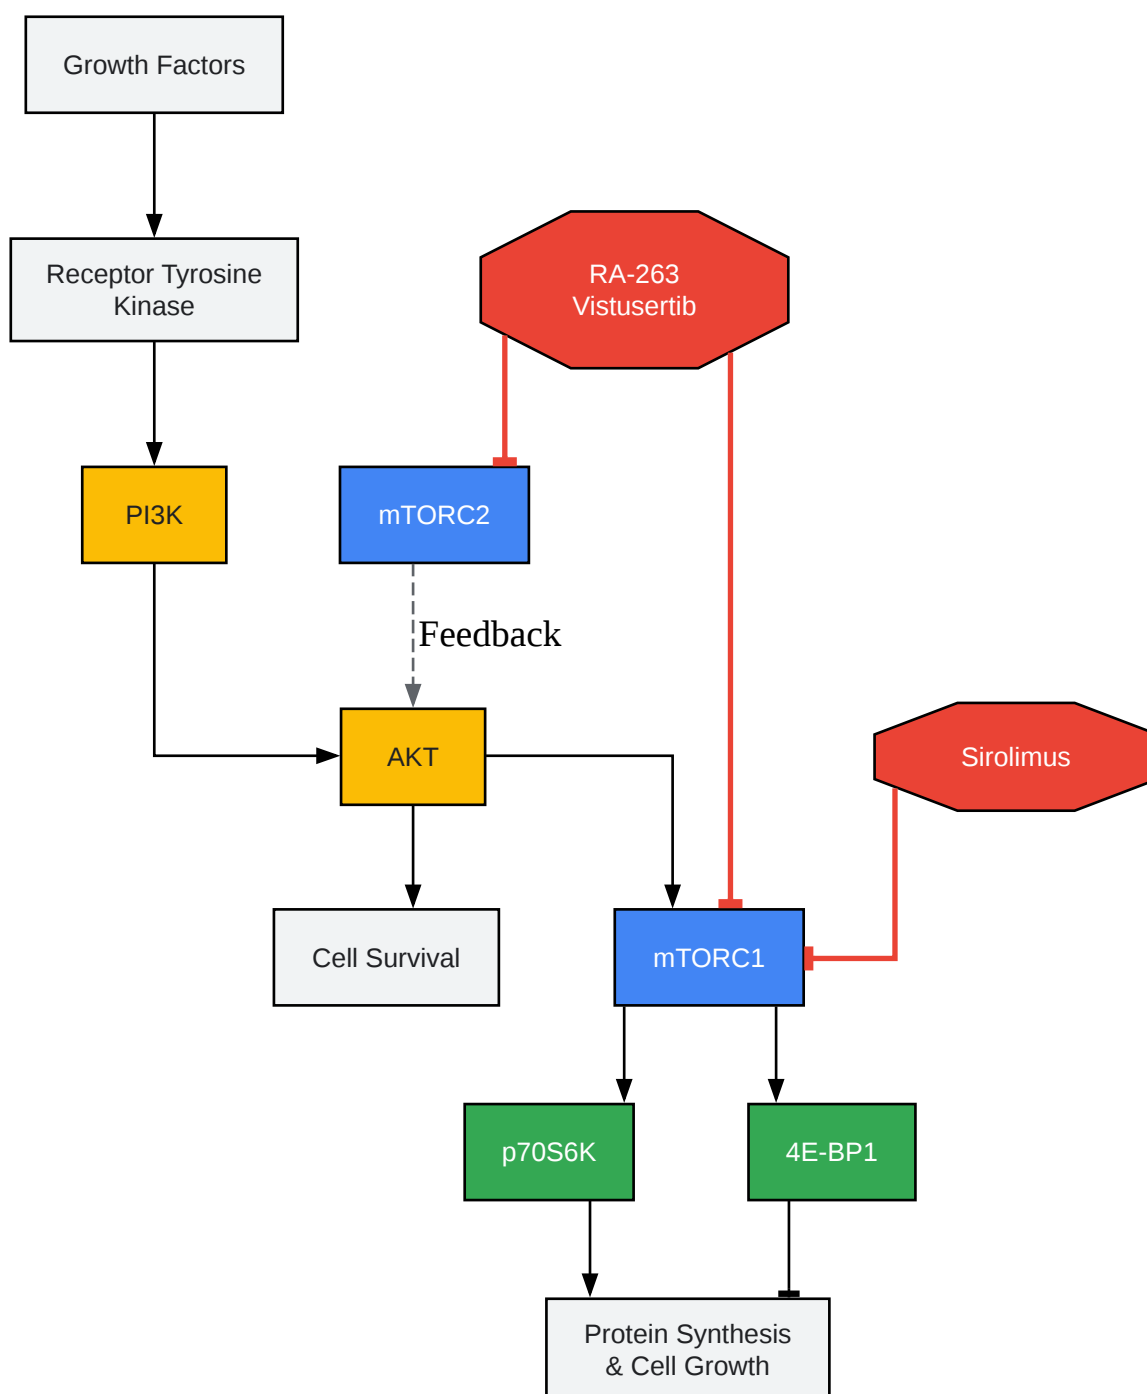 Growth Factors
Receptor Tyrosine
Kinase
RA-263
Vistusertib
PI3K
mTORC2
Feedback
AKT
Sirolimus
Cell Survival
mTORC1
p70S6K
4E-BP1
Protein Synthesis
& Cell Growth